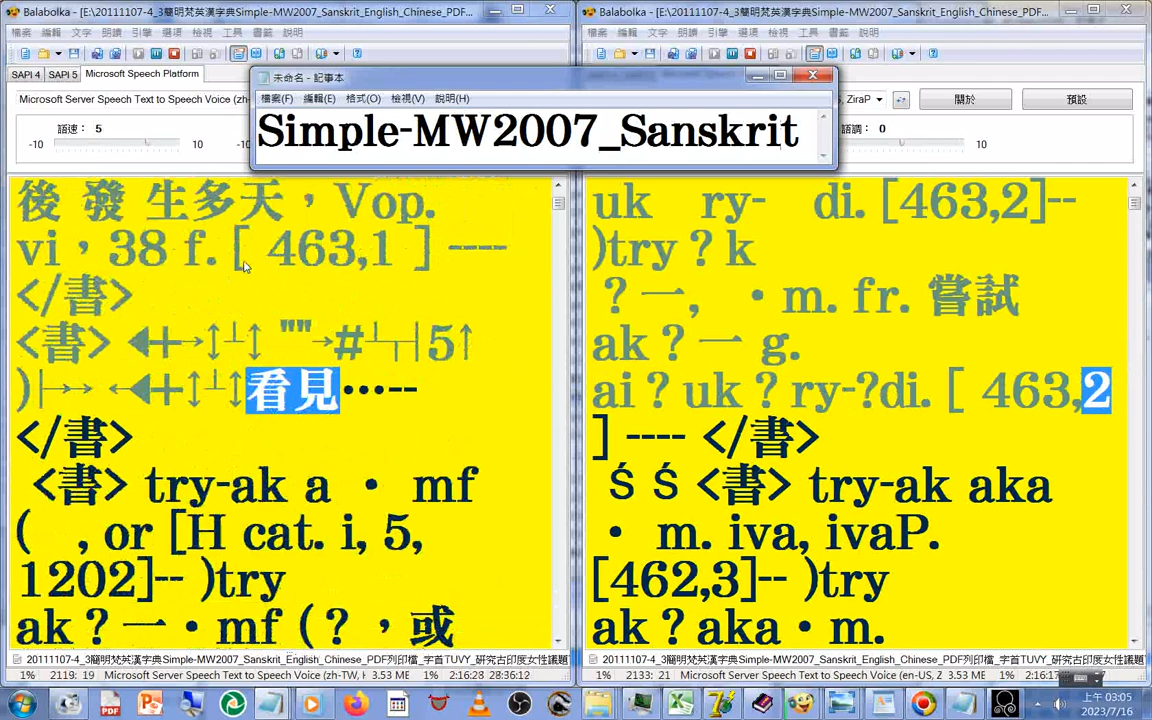 Balabolka - [E:\20111107-4_3簡明梵英漢字典Simple-MW2007_Sanskrit_English_Chinese_PDF...
檔案 編輯 文字 朗讀 引擎 選項 檢視 工具 書籤 說明
SAPI 4 SAPI 5 Microsoft Speech Platform
Microsoft Server Speech Text to Speech Voice (zh-
語速： 5
-10 10 -10
未命名 - 記事本
檔案(F) 編輯(E) 格式(O) 檢視(V) 說明(H)
Simple-MW2007_Sanskrit
後 發 生多天，Vop.
vi，38 f. [ 463,1 ] ----
</書>
<書> ◀┼→↕┴↕ ""→#┴┬┤5↑
)├→→ ←◀┼↕┴↕看見•••--
</書>
<書> try-ak a • mf
( , or [H cat. i, 5,
1202]-- )try
ak？一•mf (？，或
20111107-4_3簡明梵英漢字典Simple-MW2007_Sanskrit_English_Chinese_PDF列印檔_字首TUVY_研究古印度女性議題
1% 2119: 19 Microsoft Server Speech Text to Speech Voice (zh-TW, H 3.53 ME 2:16:28 28:36:12
Balabolka - [E:\20111107-4_3簡明梵英漢字典Simple-MW2007_Sanskrit_English_Chinese_PDF...
檔案 編輯 文字 朗讀 引擎 選項 檢視 工具 書籤 說明
, ZiraP 關於 預設
語調： 0
10
uk ry- di. [463,2]--
)try？k
？一, •m. fr. 嘗試
ak？一 g.
ai？uk？ry-?di. [ 463,2
] ---- </書>
Ś Ś <書> try-ak aka
• m. iva, ivaP.
[462,3]-- )try
ak？aka•m.
20111107-4_3簡明梵英漢字典Simple-MW2007_Sanskrit_English_Chinese_PDF列印檔_字首TUVY_研究古印度女性議題
1% 2133: 21 Microsoft Server Speech Text to Speech Voice (en-US, Z 3.53 ME 2:16:17
上午 03:05
2023/7/16